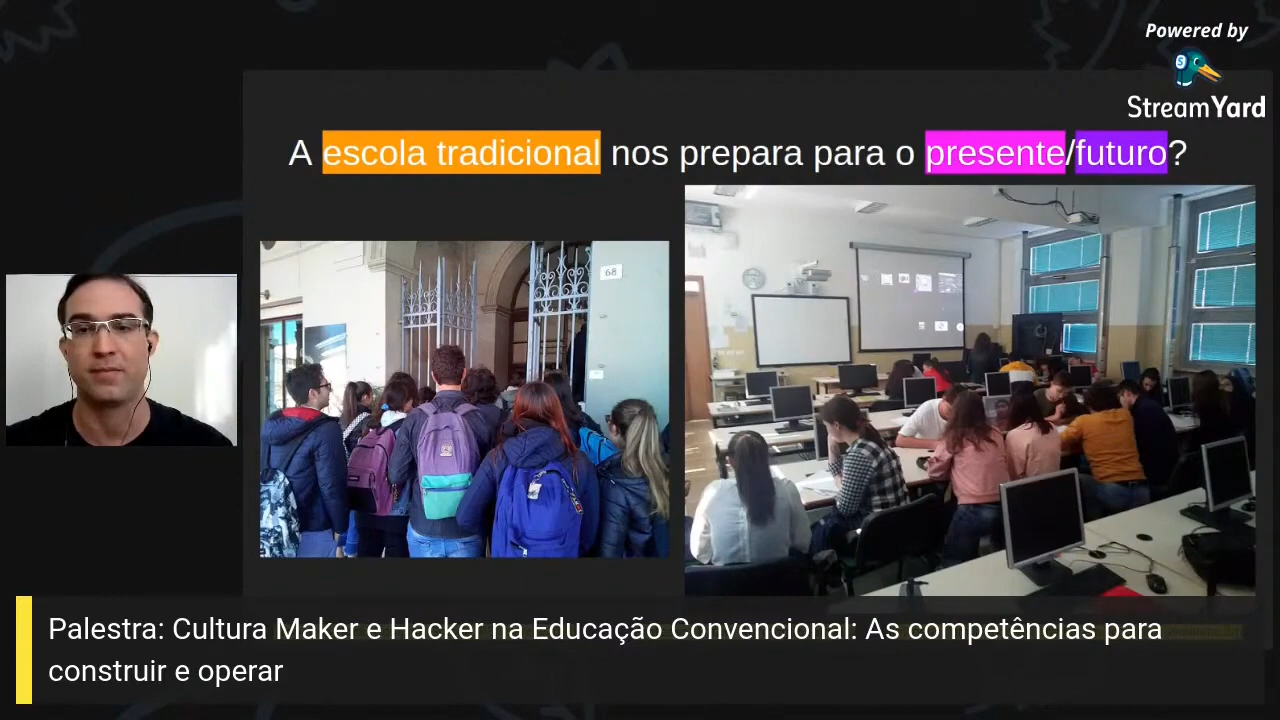 Powered by
StreamYard
A escola tradicional nos prepara para o presente/futuro?
68
Palestra: Cultura Maker e Hacker na Educação Convencional: As competências para
construir e operar